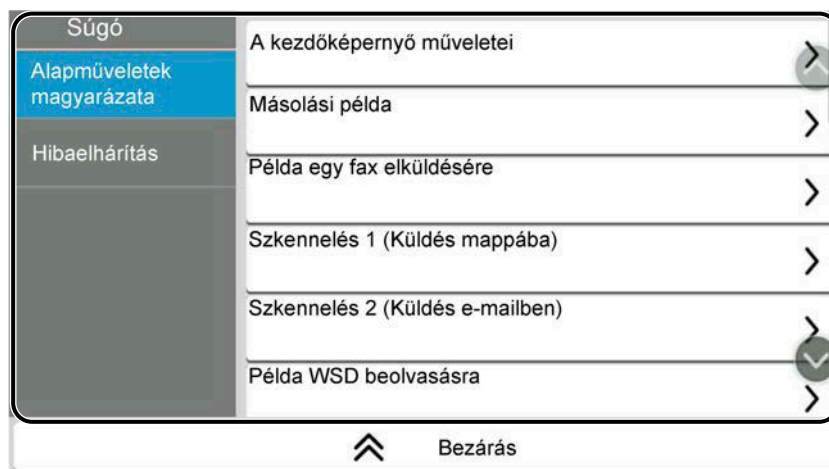 Súgó
Alapműveletek
magyarázata
Hibaelhárítás
A kezdőképernyő műveletei
Másolási példa
Példa egy fax elküldésére
Szkennelés 1 (Küldés mappába)
Szkennelés 2 (Küldés e-mailben)
Példa WSD beolvasásra
Bezárás